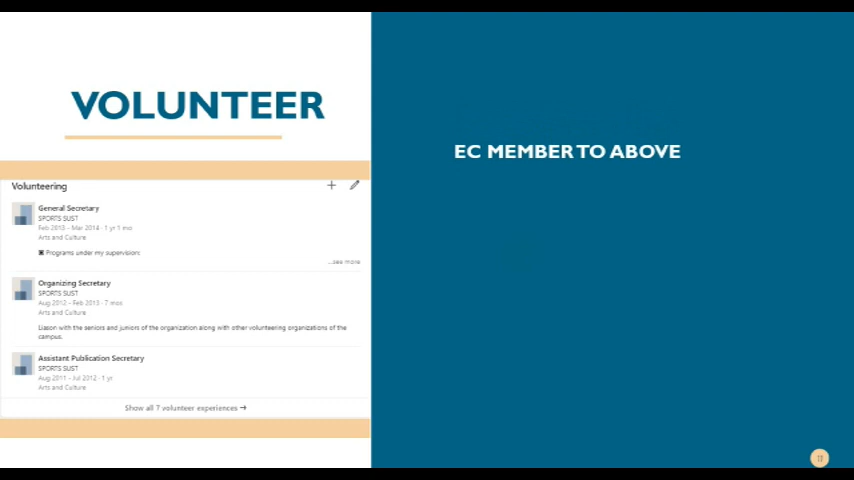 VOLUNTEER
Volunteering
General Secretary
SPORTS SUST
Feb 2013 - Mar 2014 · 1 yr 1 mo
Arts and Culture
▣ Programs under my supervision:
...see more
Organizing Secretary
SPORTS SUST
Aug 2012 - Feb 2013 · 7 mos
Arts and Culture
Liason with the seniors and juniors of the organization along with other volunteering organizations of the
campus.
Assistant Publication Secretary
SPORTS SUST
Aug 2011 - Jul 2012 · 1 yr
Arts and Culture
Show all 7 volunteer experiences →
EC MEMBER TO ABOVE